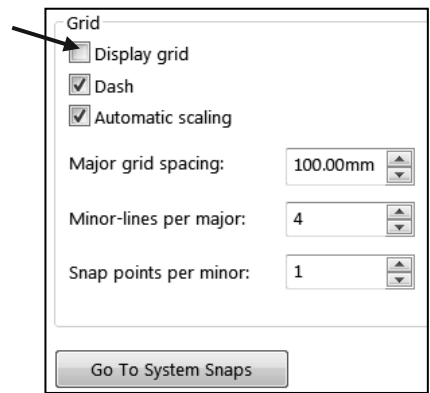 Grid
Display grid
Dash
Automatic scaling
Major grid spacing: 100.00mm
Minor-lines per major: 4
Snap points per minor: 1
Go To System Snaps